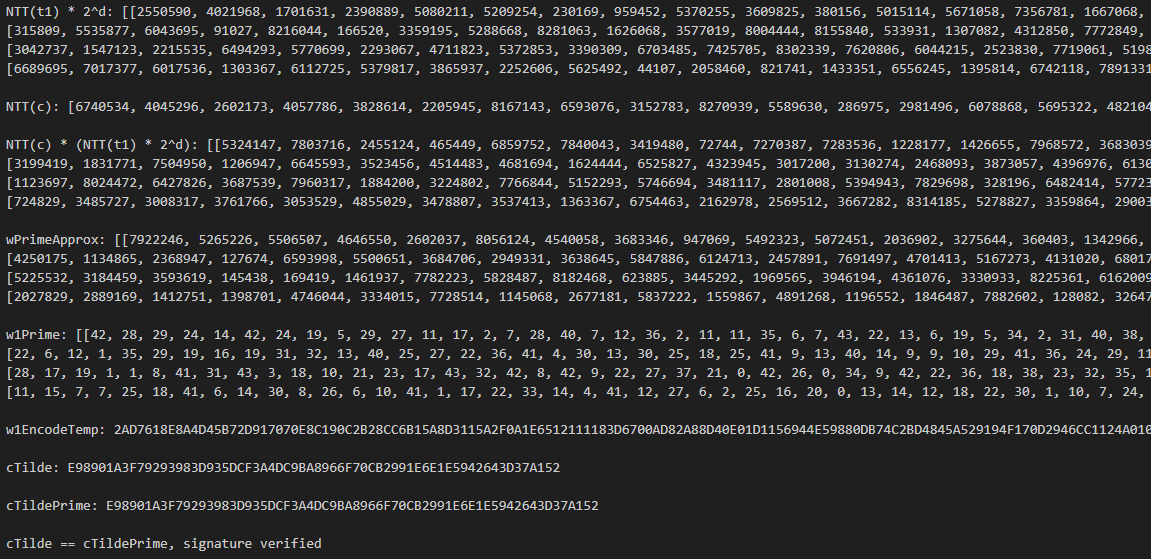 NTT(t1) * 2^d: [[2550590, 4021968, 1701631, 2390889, 5080211, 5209254, 230169, 959452, 5370255, 3609825, 380156, 5015114, 5671058, 7356781, 1667068,
[315809, 5535877, 6043695, 91027, 8216044, 166520, 3359195, 5288668, 8281063, 1626068, 3577019, 8004444, 8155840, 533931, 1307082, 4312850, 7772849,
[3042737, 1547123, 2215535, 6494293, 5770699, 2293067, 4711823, 5372853, 3390309, 6703485, 7425705, 8302339, 7620806, 6044215, 2523830, 7719061, 5198
[6689695, 7017377, 6017536, 1303367, 6112725, 5379817, 3865937, 2252606, 5625492, 44107, 2058460, 821741, 1433351, 6556245, 1395814, 6742118, 7891331
NTT(c): [6740534, 4045296, 2602173, 4057786, 3828614, 2205945, 8167143, 6593076, 3152783, 8270939, 5589630, 286975, 2981496, 6078868, 5695322, 482104
NTT(c) * (NTT(t1) * 2^d): [[5324147, 7803716, 2455124, 465449, 6859752, 7840043, 3419480, 72744, 7270387, 7283536, 1228177, 1426655, 7968572, 3683039
[3199419, 1831771, 7504950, 1206947, 6645593, 3523456, 4514483, 4681694, 1624444, 6525827, 4323945, 3017200, 3130274, 2468093, 3873057, 4396976, 6130
[1123697, 8024472, 6427826, 3687539, 7960317, 1884200, 3224802, 7766844, 5152293, 5746694, 3481117, 2801008, 5394943, 7829698, 328196, 6482414, 57723
[724829, 3485727, 3008317, 3761766, 3053529, 4855029, 3478807, 3537413, 1363367, 6754463, 2162978, 2569512, 3667282, 8314185, 5278827, 3359864, 29003
wPrimeApprox: [[7922246, 5265226, 5506507, 4646550, 2602037, 8056124, 4540058, 3683346, 947069, 5492323, 5072451, 2036902, 3275644, 360403, 1342966,
[4250175, 1134865, 2368947, 127674, 6593998, 5500651, 3684706, 2949331, 3638645, 5847886, 6124713, 2457891, 7691497, 4701413, 5167273, 4131020, 68017
[5225532, 3184459, 3593619, 145438, 169419, 1461937, 7782223, 5828487, 8182468, 623885, 3445292, 1969565, 3946194, 4361076, 3330933, 8225361, 6162009
[2027829, 2889169, 1412751, 1398701, 4746044, 3334015, 7728514, 1145068, 2677181, 5837222, 1559867, 4891268, 1196552, 1846487, 7882602, 128082, 32647
w1Prime: [[42, 28, 29, 24, 14, 42, 24, 19, 5, 29, 27, 11, 17, 2, 7, 28, 40, 7, 12, 36, 2, 11, 11, 35, 6, 7, 43, 22, 13, 6, 19, 5, 34, 2, 31, 40, 38,
[22, 6, 12, 1, 35, 29, 19, 16, 19, 31, 32, 13, 40, 25, 27, 22, 36, 41, 4, 30, 13, 30, 25, 18, 25, 41, 9, 13, 40, 14, 9, 9, 10, 29, 41, 36, 24, 29, 11
[28, 17, 19, 1, 1, 8, 41, 31, 43, 3, 18, 10, 21, 23, 17, 43, 32, 42, 8, 42, 9, 22, 27, 37, 21, 0, 42, 26, 0, 34, 9, 42, 22, 36, 18, 38, 23, 32, 35, 1
[11, 15, 7, 7, 25, 18, 41, 6, 14, 30, 8, 26, 6, 10, 41, 1, 17, 22, 33, 14, 4, 41, 12, 27, 6, 2, 25, 16, 20, 0, 13, 14, 12, 18, 22, 30, 1, 10, 7, 24,
w1EncodeTemp: 2AD7618E8A4D45B72D917070E8C190C2B28CC6B15A8D3115A2F0A1E6512111183D6700AD82A88D40E01D1156944E59880DB74C2BD4845A529194F170D2946CC1124A010
cTilde: E98901A3F79293983D935DCF3A4DC9BA8966F70CB2991E6E1E5942643D37A152
cTildePrime: E98901A3F79293983D935DCF3A4DC9BA8966F70CB2991E6E1E5942643D37A152
cTilde == cTildePrime, signature verified